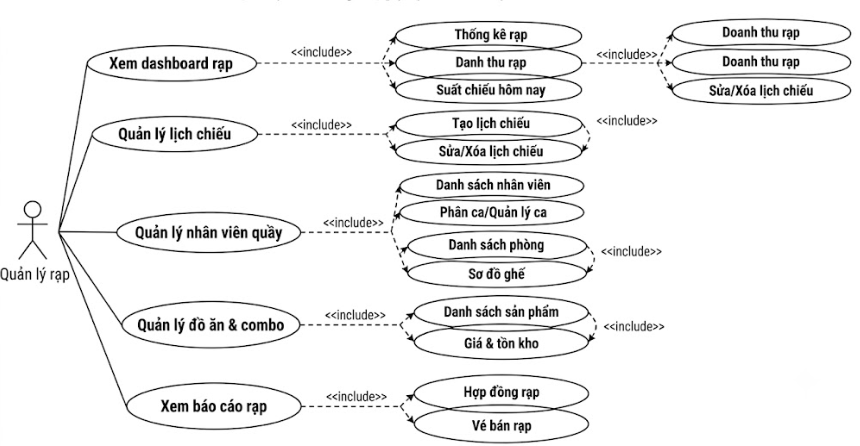 Xem dashboard rạp
<<include>>
Thống kê rạp
Danh thu rạp
Suất chiếu hôm nay
<<include>>
Doanh thu rạp
Doanh thu rạp
Sửa/Xóa lịch chiếu
Quản lý lịch chiếu
<<include>>
Tạo lịch chiếu
Sửa/Xóa lịch chiếu
<<include>>
Quản lý rạp
Quản lý nhân viên quầy
<<include>>
Danh sách nhân viên
Phân ca/Quản lý ca
Danh sách phòng
Sơ đồ ghế
<<include>>
Quản lý đồ ăn & combo
<<include>>
Danh sách sản phẩm
Giá & tồn kho
<<include>>
Xem báo cáo rạp
<<include>>
Hợp đồng rạp
Vé bán rạp